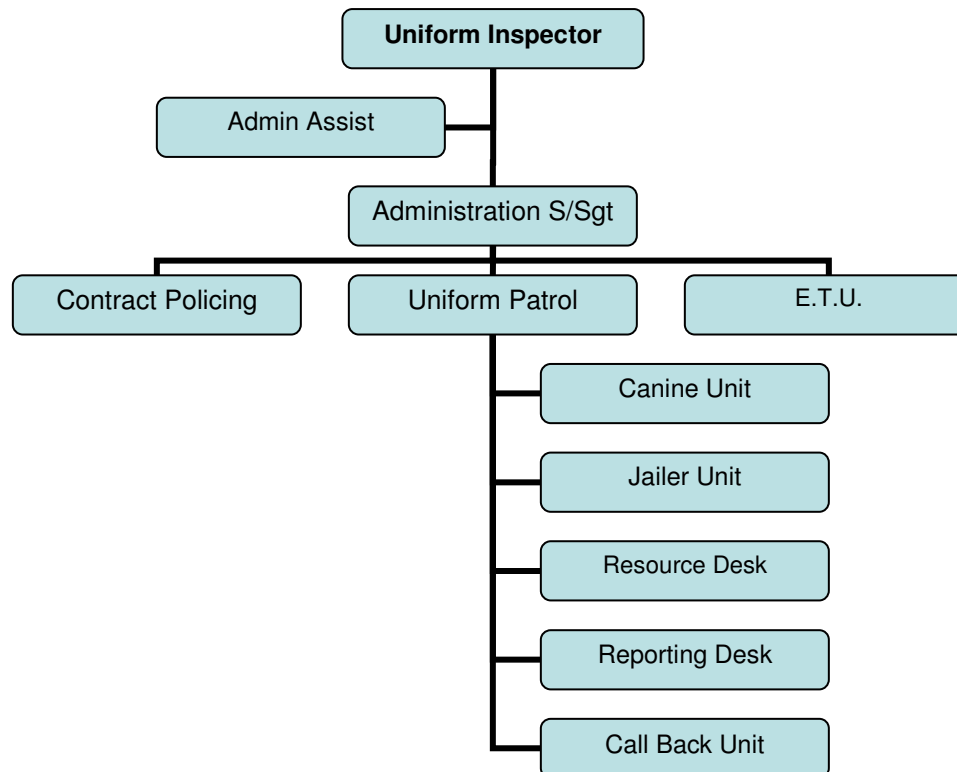 Uniform Inspector
Admin Assist
Administration S/Sgt
Contract Policing
Uniform Patrol
E.T.U.
Canine Unit
Jailer Unit
Resource Desk
Reporting Desk
Call Back Unit